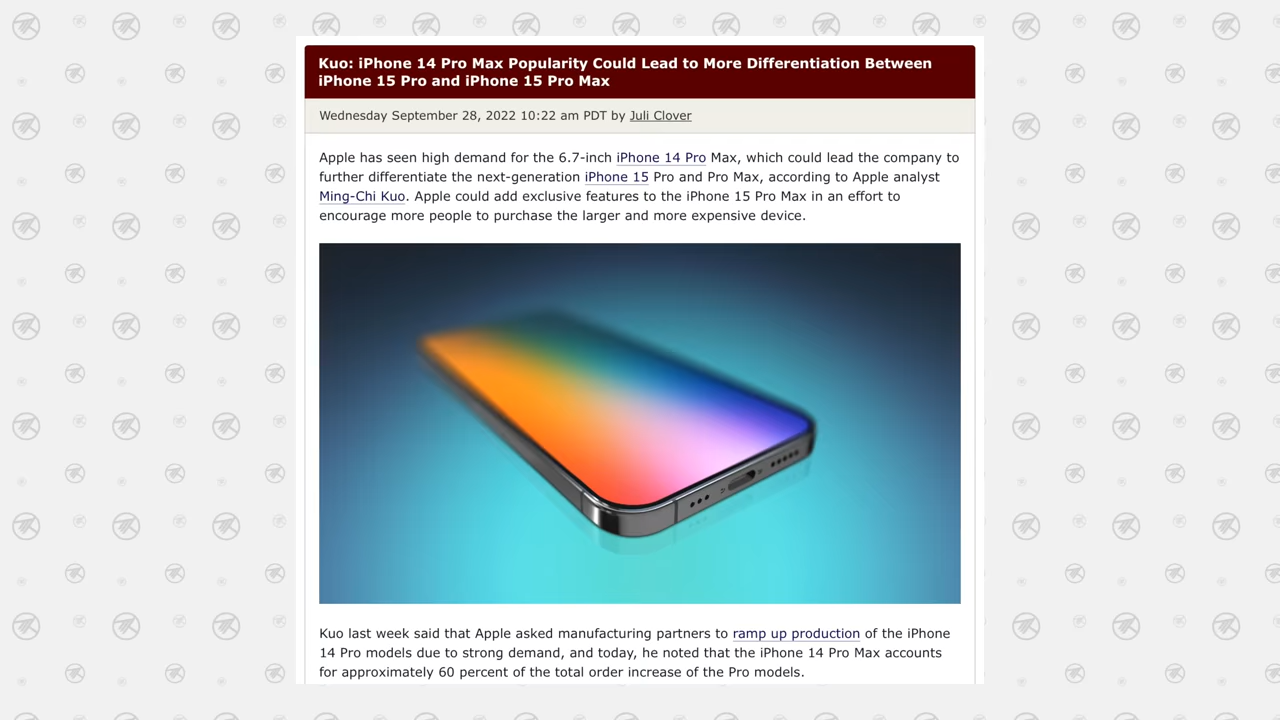 Kuo: iPhone 14 Pro Max Popularity Could Lead to More Differentiation Between
iPhone 15 Pro and iPhone 15 Pro Max
Wednesday September 28, 2022 10:22 am PDT by Juli Clover
Apple has seen high demand for the 6.7-inch iPhone 14 Pro Max, which could lead the company to
further differentiate the next-generation iPhone 15 Pro and Pro Max, according to Apple analyst
Ming-Chi Kuo. Apple could add exclusive features to the iPhone 15 Pro Max in an effort to
encourage more people to purchase the larger and more expensive device.
Kuo last week said that Apple asked manufacturing partners to ramp up production of the iPhone
14 Pro models due to strong demand, and today, he noted that the iPhone 14 Pro Max accounts
for approximately 60 percent of the total order increase of the Pro models.